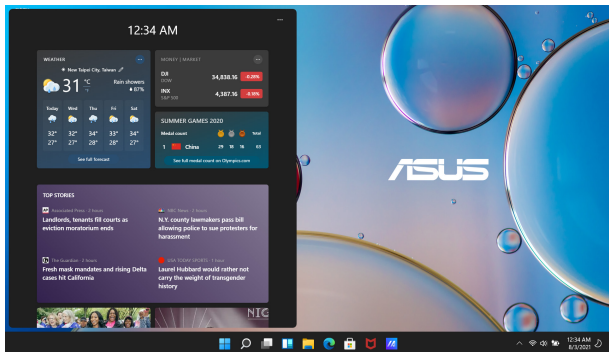 12:34 AM
WEATHER
New Taipei City, Taiwan
31 °C
°F
Rain showers
87%
Today Wed Thu Fri Sat
32° 32° 34° 33° 34°
27° 27° 28° 28° 27°
See full forecast
MONEY | MARKET
DJI
DOW
34,838.16 -0.28%
INX
S&P 500
4,387.16 -0.18%
SUMMER GAMES 2020
Medal count Total
1 China 29 18 16 63
See full medal count on Olympics.com
TOP STORIES
AP Associated Press · 2 hours
Landlords, tenants fill courts as
eviction moratorium ends
NBC News · 2 hours
N.Y. county lawmakers pass bill
allowing police to sue protesters for
harassment
The Guardian · 2 hours
Fresh mask mandates and rising Delta
cases hit California
USA TODAY SPORTS · 1 hour
Laurel Hubbard would rather not
carry the weight of transgender
history
NIG
ASUS
12:34 AM
8/3/2021